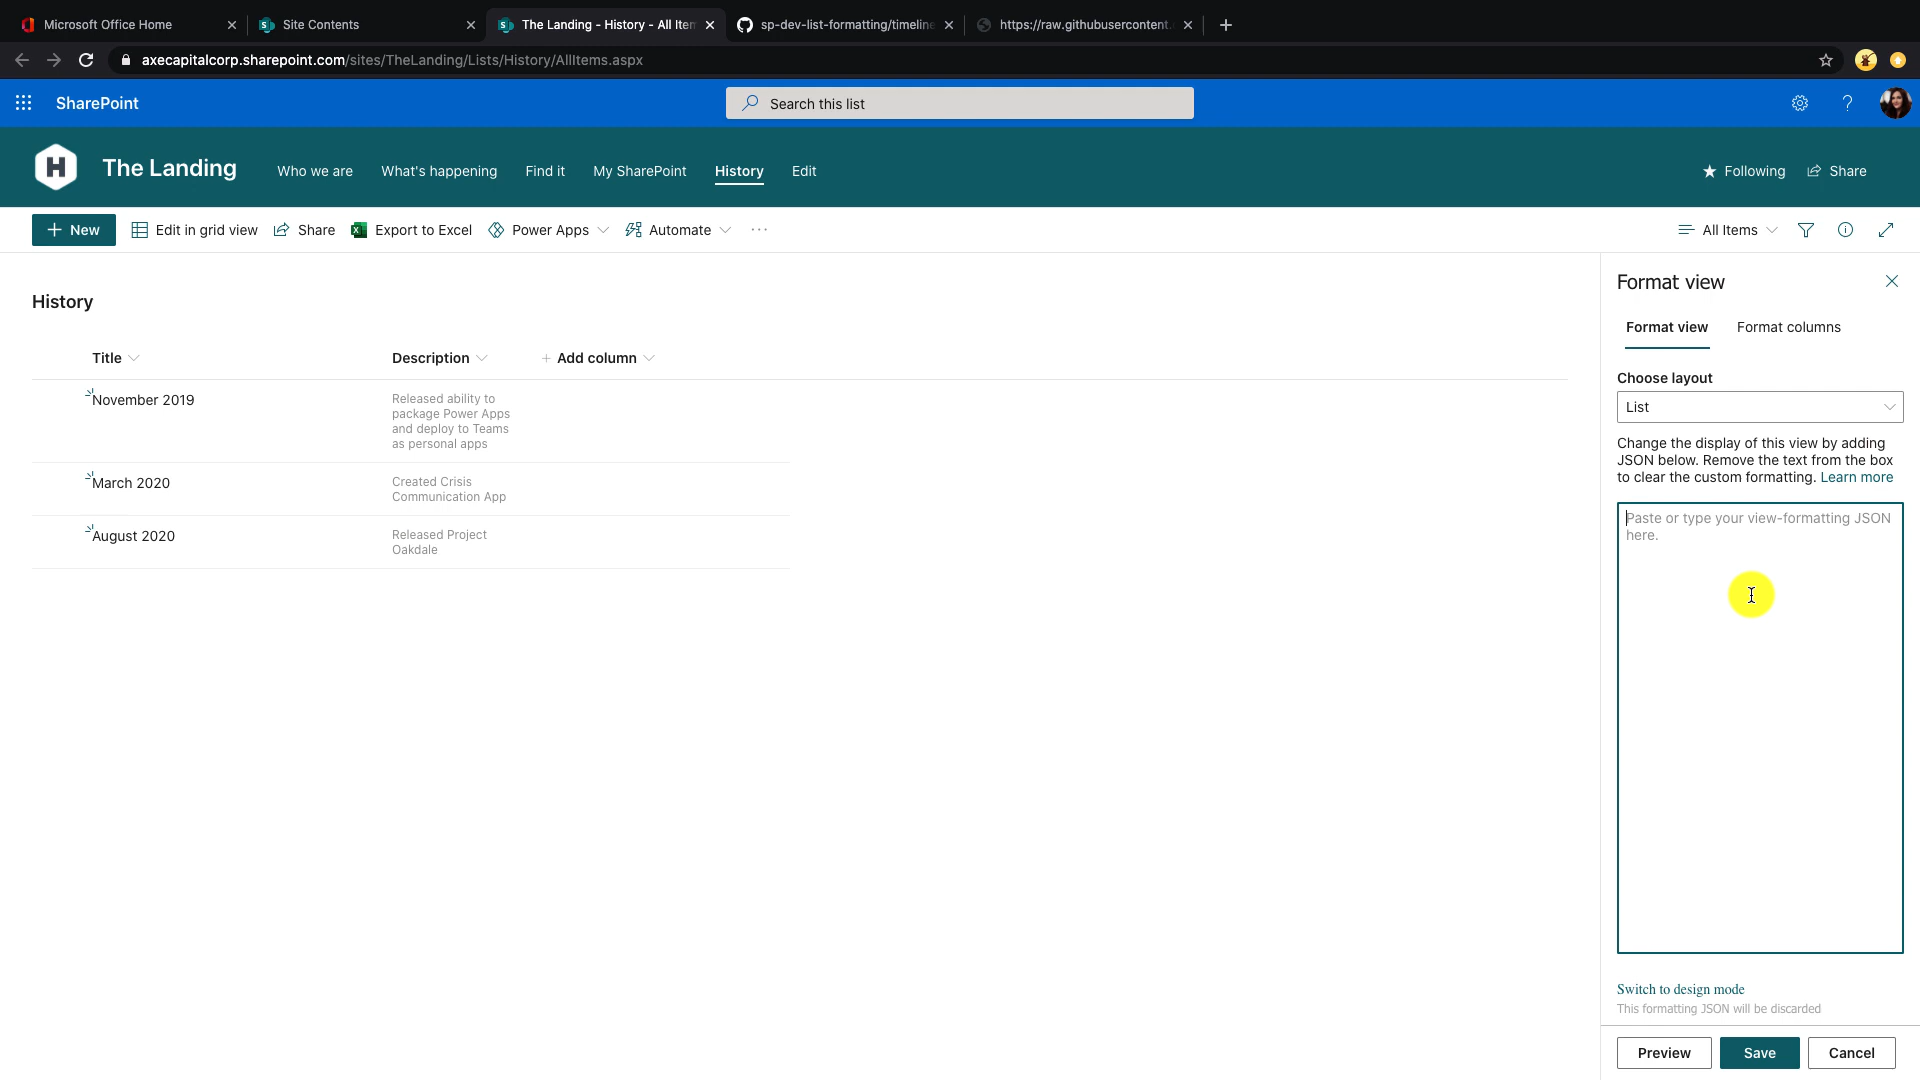 Microsoft Office Home
Site Contents
The Landing - History - All Iten
sp-dev-list-formatting/timeline
https://raw.githubusercontent.
axecapitalcorp.sharepoint.com/sites/TheLanding/Lists/History/AllItems.aspx
SharePoint
Search this list
H
The Landing
Who we are
What's happening
Find it
My SharePoint
History
Edit
Following
Share
New
Edit in grid view
Share
Export to Excel
Power Apps
Automate
All Items
History
Title
Description
Add column
November 2019
Released ability to
package Power Apps
and deploy to Teams
as personal apps
March 2020
Created Crisis
Communication App
August 2020
Released Project
Oakdale
Format view
Format view
Format columns
Choose layout
List
Change the display of this view by adding
JSON below. Remove the text from the box
to clear the custom formatting. Learn more
Paste or type your view-formatting JSON
here.
Switch to design mode
This formatting JSON will be discarded
Preview
Save
Cancel